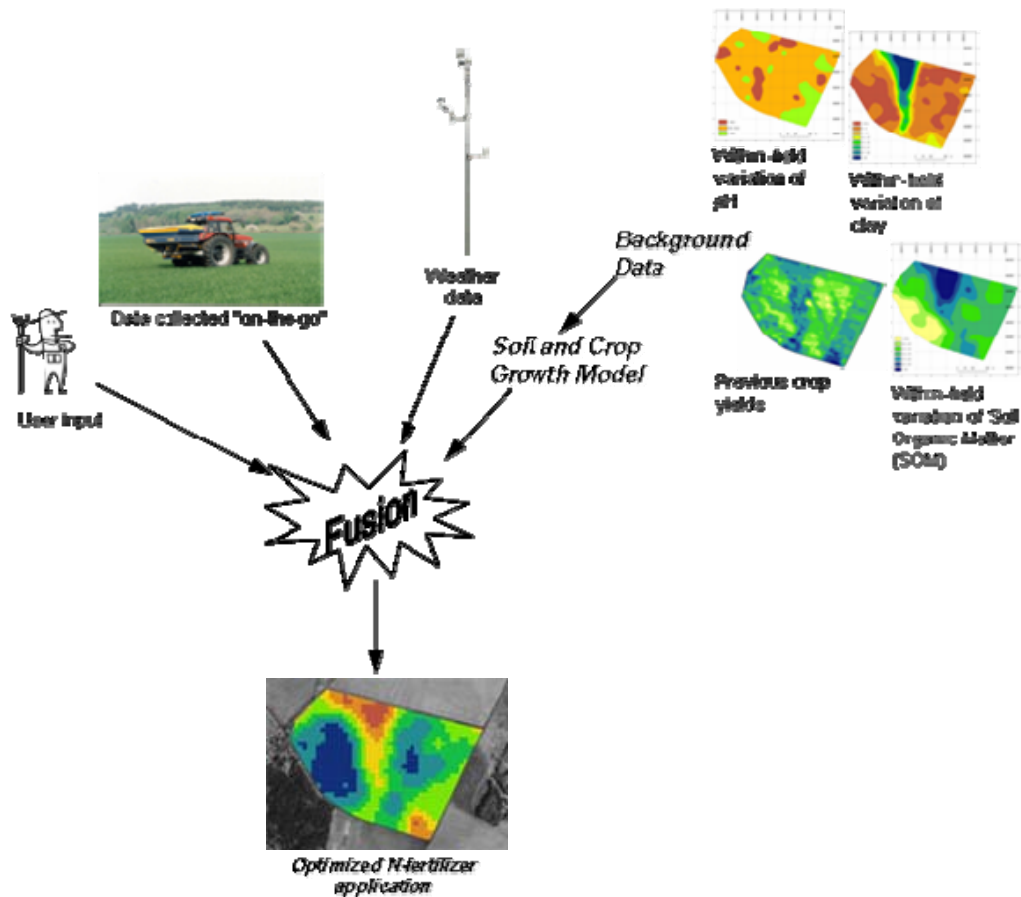 Within-field
variation of
pH
Within-field
variation of
clay
Background
Data
Weather
data
Data collected "on-the-go"
Soil and Crop
Growth Model
Previous crop
yields
Within-field
variation of Soil
Organic Matter
(SOM)
User input
Fusion
Optimized N-fertilizer
application